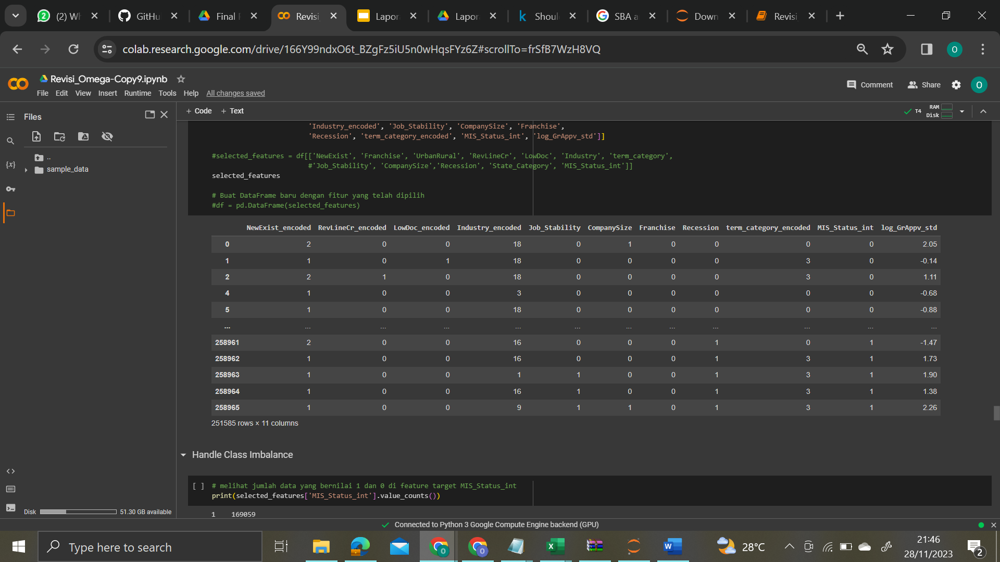 (2) Wh
GitHu
Final
Revisi
Lapor
Lapor
Shoul
SBA a
Down
Revisi
colab.research.google.com/drive/166Y99ndxO6t_BZgFz5iU5n0wHqsFYz6Z#scrollTo=frSfB7WzH8VQ
O
Revisi_Omega-Copy9.ipynb
Comment
Share
O
File Edit View Insert Runtime Tools Help All changes saved
Files
+ Code + Text
T4
RAM
Disk
..
sample_data
{x}
'Industry_encoded', 'Job_Stability', 'CompanySize', 'Franchise',
'Recession', 'term_category_encoded', 'MIS_Status_int', 'log_GrAppv_std']]
#selected_features = df[['NewExist', 'Franchise', 'UrbanRural', 'RevLineCr', 'LowDoc', 'Industry', 'term_category',
#'Job_Stability', 'CompanySize','Recession', 'State_Category', 'MIS_Status_int']]
selected_features
# Buat DataFrame baru dengan fitur yang telah dipilih
#df = pd.DataFrame(selected_features)
NewExist_encoded RevLineCr_encoded LowDoc_encoded Industry_encoded Job_Stability CompanySize Franchise Recession term_category_encoded MIS_Status_int log_GrAppv_std
0 2 0 0 18 0 1 0 0 0 0 2.05
1 1 0 1 18 0 0 0 0 3 0 -0.14
2 2 1 0 18 0 0 0 0 3 0 1.11
4 1 0 0 3 0 0 0 0 0 0 -0.68
5 1 0 0 18 0 0 0 0 0 0 -0.88
... ... ... ... ... ... ... ... ... ... ... ...
258961 2 0 0 16 0 0 0 1 0 1 -1.47
258962 1 0 0 16 0 0 0 1 3 1 1.73
258963 1 0 0 1 1 0 0 1 3 1 1.90
258964 1 0 0 16 1 0 0 1 3 1 1.38
258965 1 0 0 9 1 1 0 1 3 1 2.26
251585 rows × 11 columns
Handle Class Imbalance
[ ] # melihat jumlah data yang bernilai 1 dan 0 di feature target MIS_Status_int
print(selected_features['MIS_Status_int'].value_counts())
1 169059
Disk 51.30 GB available
Connected to Python 3 Google Compute Engine backend (GPU)
Type here to search
28°C
21:46
28/11/2023
2